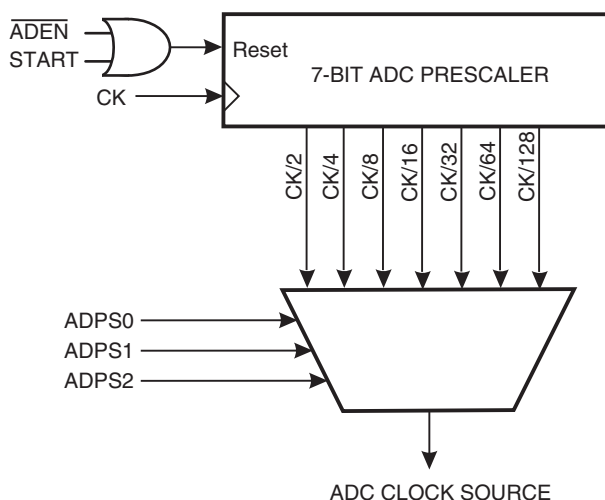 ADEN
START
CK
Reset
7-BIT ADC PRESCALER
CK/2
CK/4
CK/8
CK/16
CK/32
CK/64
CK/128
ADPS0
ADPS1
ADPS2
ADC CLOCK SOURCE